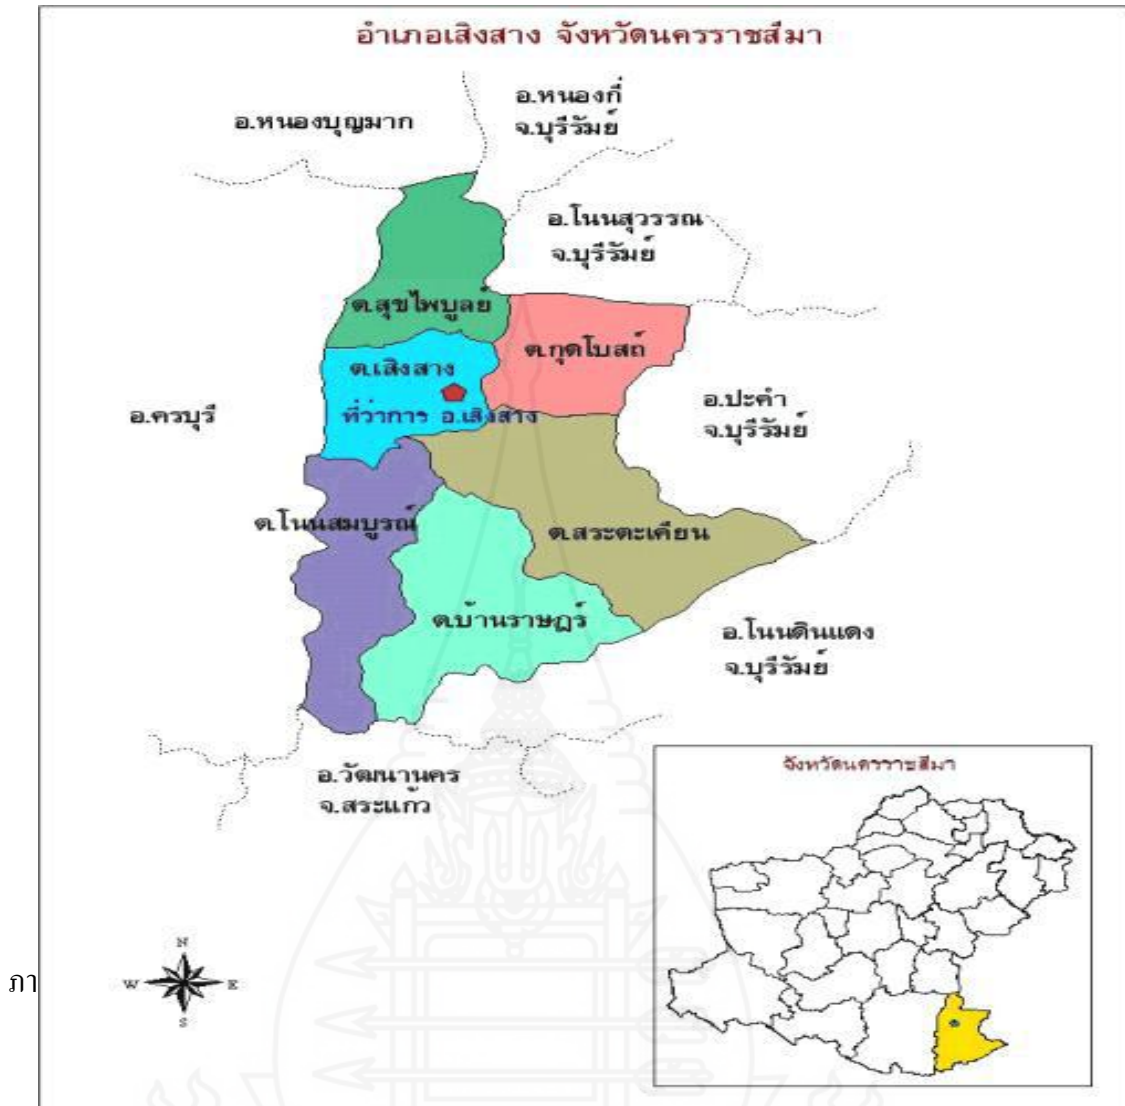 อำเภอเสิงสาง จังหวัดนครราชสีมา
อ.หนองกี่
จ.บุรีรัมย์
อ.หนองบุญมาก
อ.โนนสุวรรณ
จ.บุรีรัมย์
ต.สุขไพบูลย์
ต.กุดโบสถ์
ต.เสิงสาง
อ.ปะคำ
จ.บุรีรัมย์
อ.ครบุรี
ที่ว่าการ อ.เสิงสาง
ต.โนนสมบูรณ์
ต.สระตะเคียน
ต.บ้านราษฎร์
อ.โนนดินแดง
จ.บุรีรัมย์
อ.วัฒนานคร
จ.สระแก้ว
จังหวัดนครราชสีมา
N
W E
S
ภา